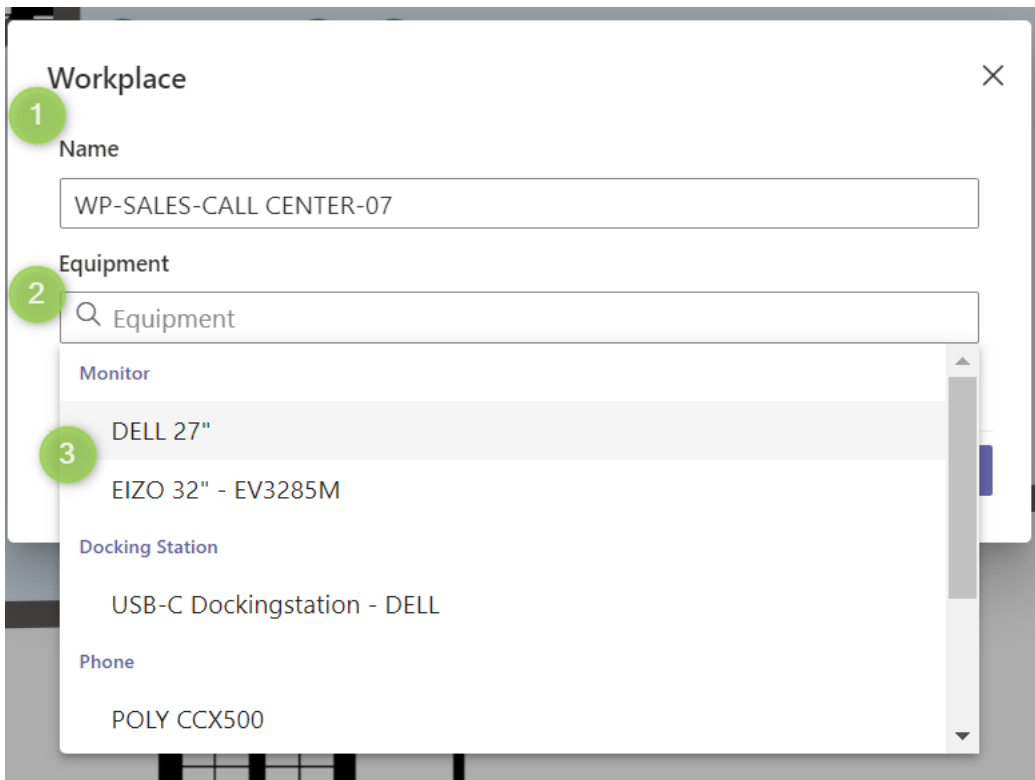 Workplace
1
Name
WP-SALES-CALL CENTER-07
Equipment
2
Equipment
Monitor
DELL 27"
3
EIZO 32" - EV3285M
Docking Station
USB-C Dockingstation - DELL
Phone
POLY CCX500